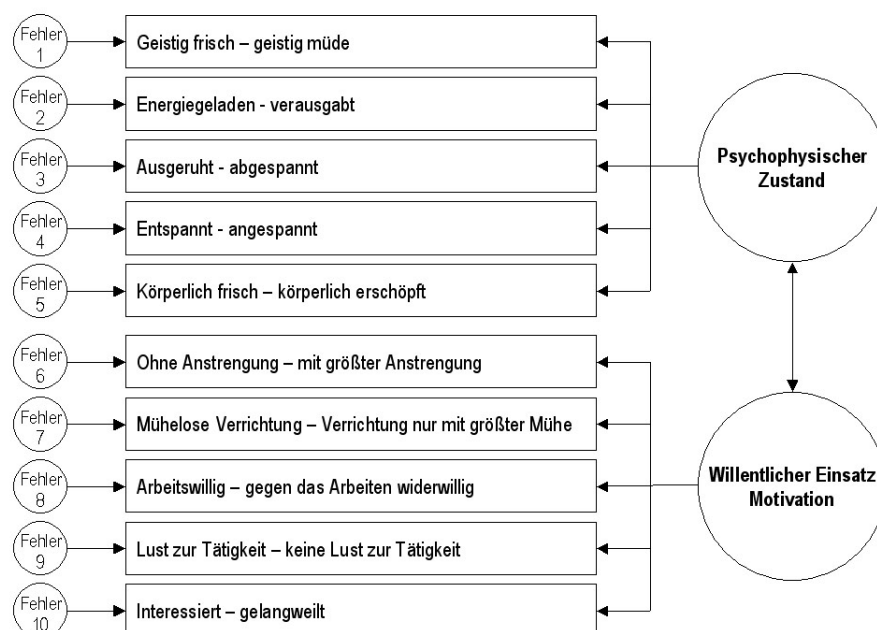 Fehler
1
Geistig frisch – geistig müde
Fehler
2
Energiegeladen - verausgabt
Fehler
3
Ausgeruht - abgespannt
Fehler
4
Entspannt - angespannt
Fehler
5
Körperlich frisch – körperlich erschöpft
Psychophysischer
Zustand
Fehler
6
Ohne Anstrengung – mit größter Anstrengung
Fehler
7
Mühelose Verrichtung – Verrichtung nur mit größter Mühe
Fehler
8
Arbeitswillig – gegen das Arbeiten widerwillig
Fehler
9
Lust zur Tätigkeit – keine Lust zur Tätigkeit
Fehler
10
Interessiert – gelangweilt
Willentlicher Einsatz
Motivation